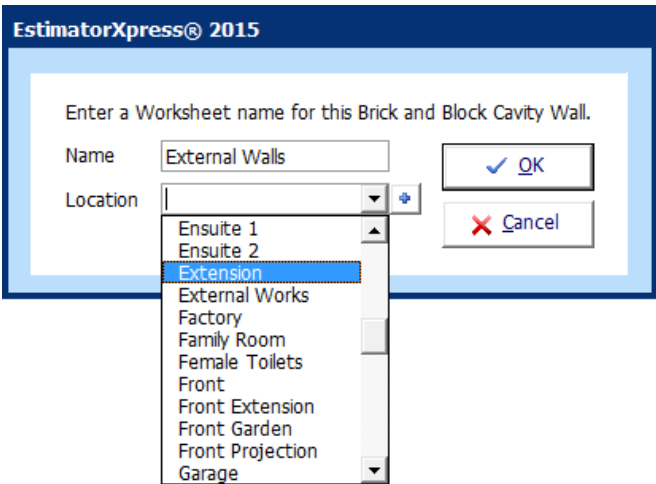 EstimatorXpress® 2015
Enter a Worksheet name for this Brick and Block Cavity Wall.
Name
External Walls
OK
Location
Cancel
Ensuite 1
Ensuite 2
Extension
External Works
Factory
Family Room
Female Toilets
Front
Front Extension
Front Garden
Front Projection
Garage